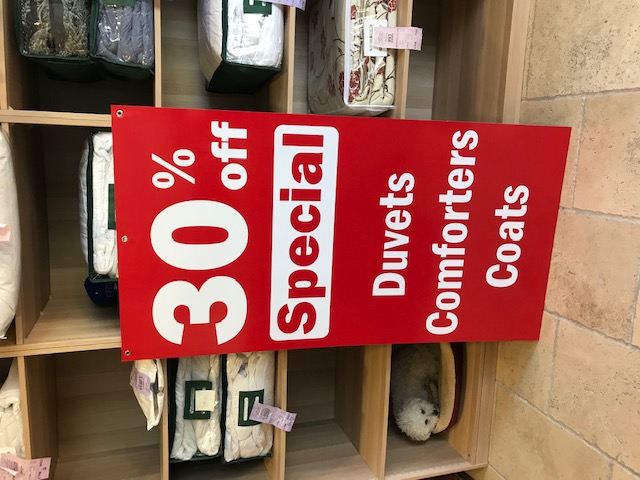 30%
off
Special
Duvets
Comforters
Coats